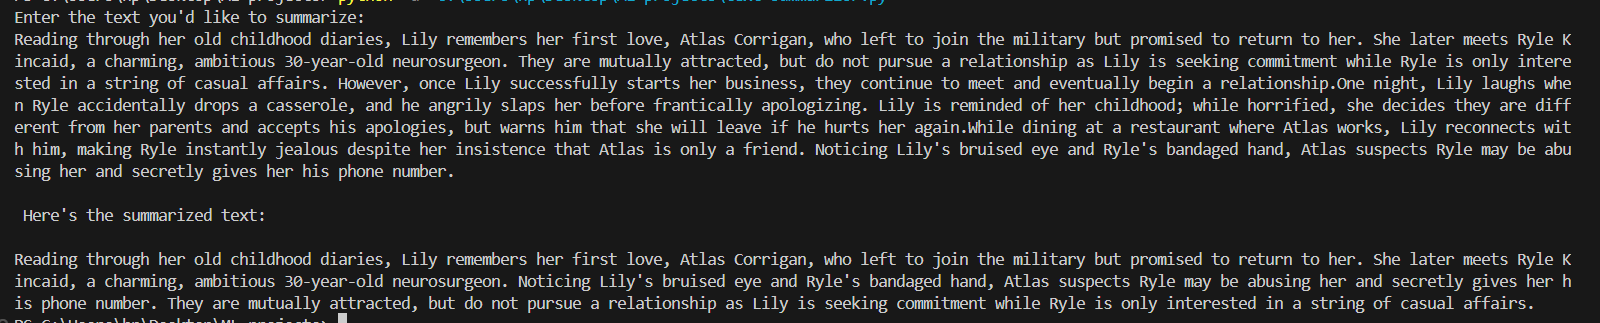 Enter the text you'd like to summarize:
Reading through her old childhood diaries, Lily remembers her first love, Atlas Corrigan, who left to join the military but promised to return to her. She later meets Ryle K
incaid, a charming, ambitious 30-year-old neurosurgeon. They are mutually attracted, but do not pursue a relationship as Lily is seeking commitment while Ryle is only intere
sted in a string of casual affairs. However, once Lily successfully starts her business, they continue to meet and eventually begin a relationship.One night, Lily laughs whe
n Ryle accidentally drops a casserole, and he angrily slaps her before frantically apologizing. Lily is reminded of her childhood; while horrified, she decides they are diff
erent from her parents and accepts his apologies, but warns him that she will leave if he hurts her again.While dining at a restaurant where Atlas works, Lily reconnects wit
h him, making Ryle instantly jealous despite her insistence that Atlas is only a friend. Noticing Lily's bruised eye and Ryle's bandaged hand, Atlas suspects Ryle may be abu
sing her and secretly gives her his phone number.
Here's the summarized text:
Reading through her old childhood diaries, Lily remembers her first love, Atlas Corrigan, who left to join the military but promised to return to her. She later meets Ryle K
incaid, a charming, ambitious 30-year-old neurosurgeon. Noticing Lily's bruised eye and Ryle's bandaged hand, Atlas suspects Ryle may be abusing her and secretly gives her h
is phone number. They are mutually attracted, but do not pursue a relationship as Lily is seeking commitment while Ryle is only interested in a string of casual affairs.